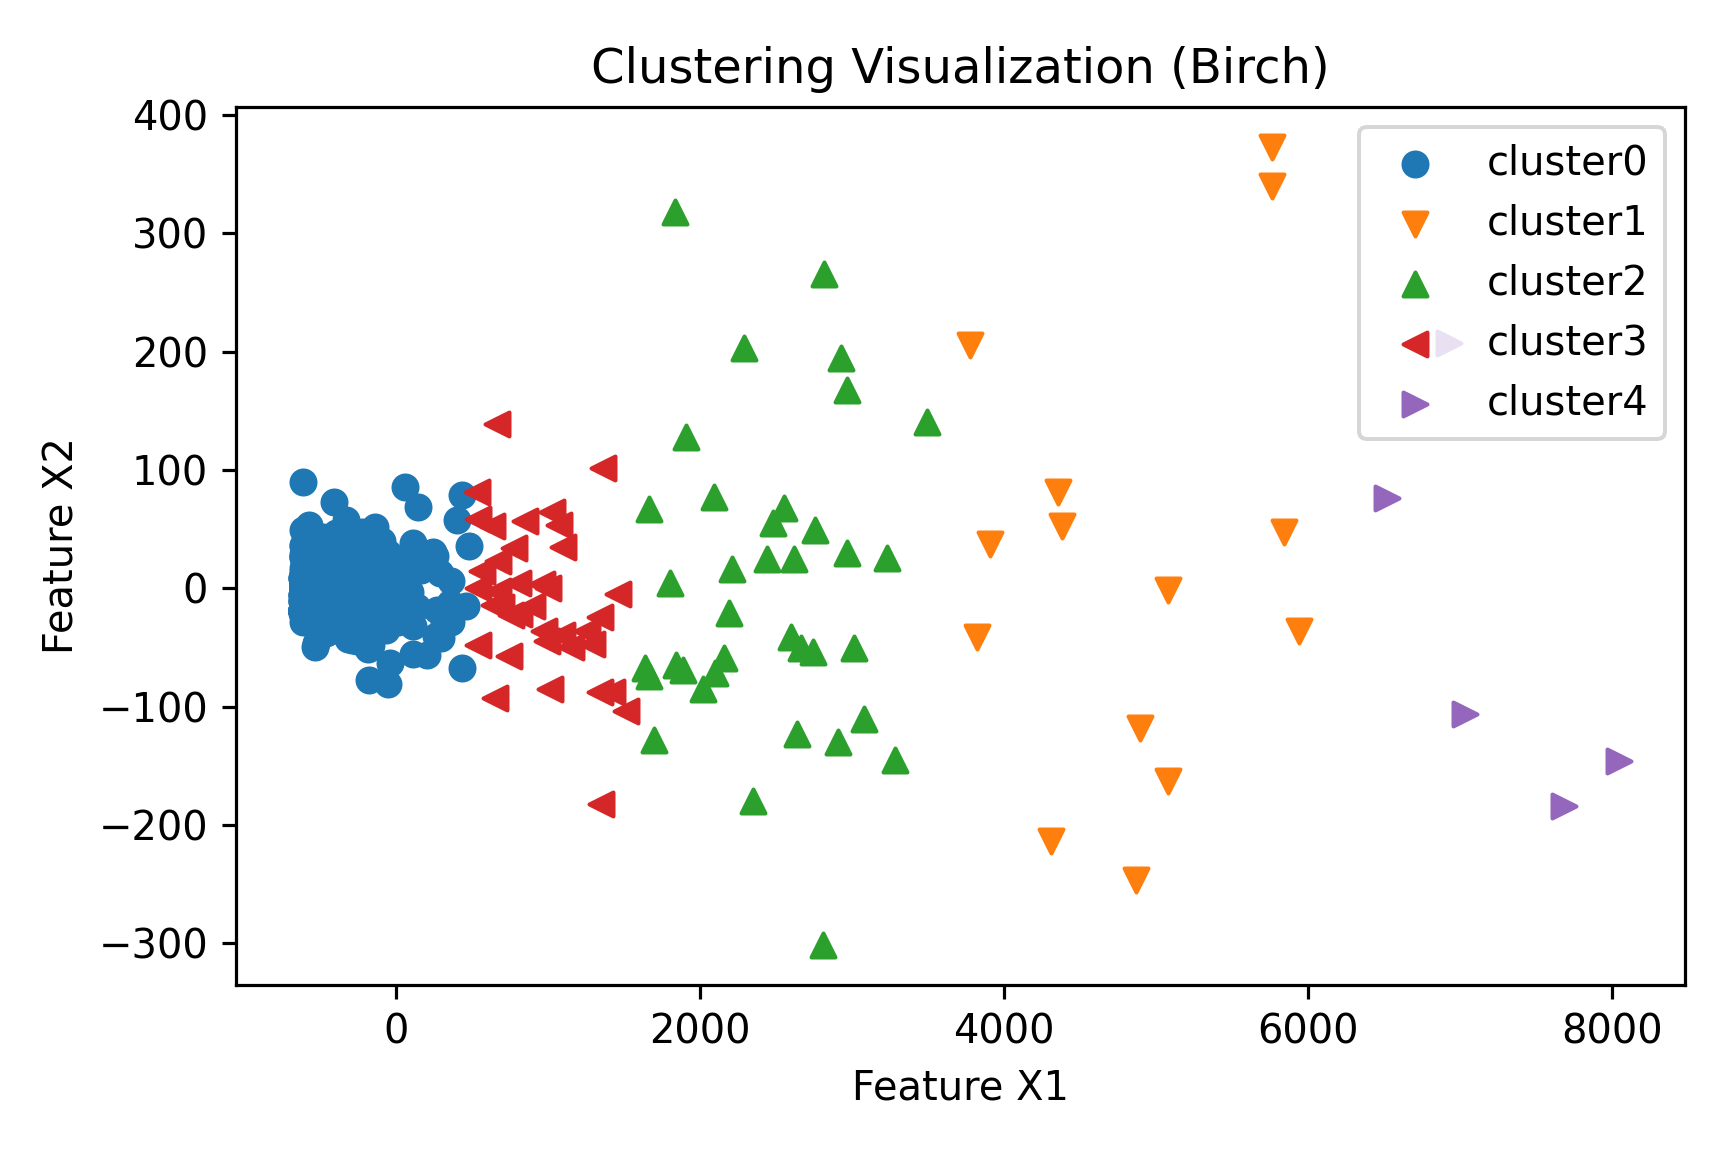 Clustering Visualization (Birch)
400
300
200
100
0
−100
−200
−300
Feature X2
cluster0
cluster1
cluster2
cluster3
cluster4
0 2000 4000 6000 8000
Feature X1